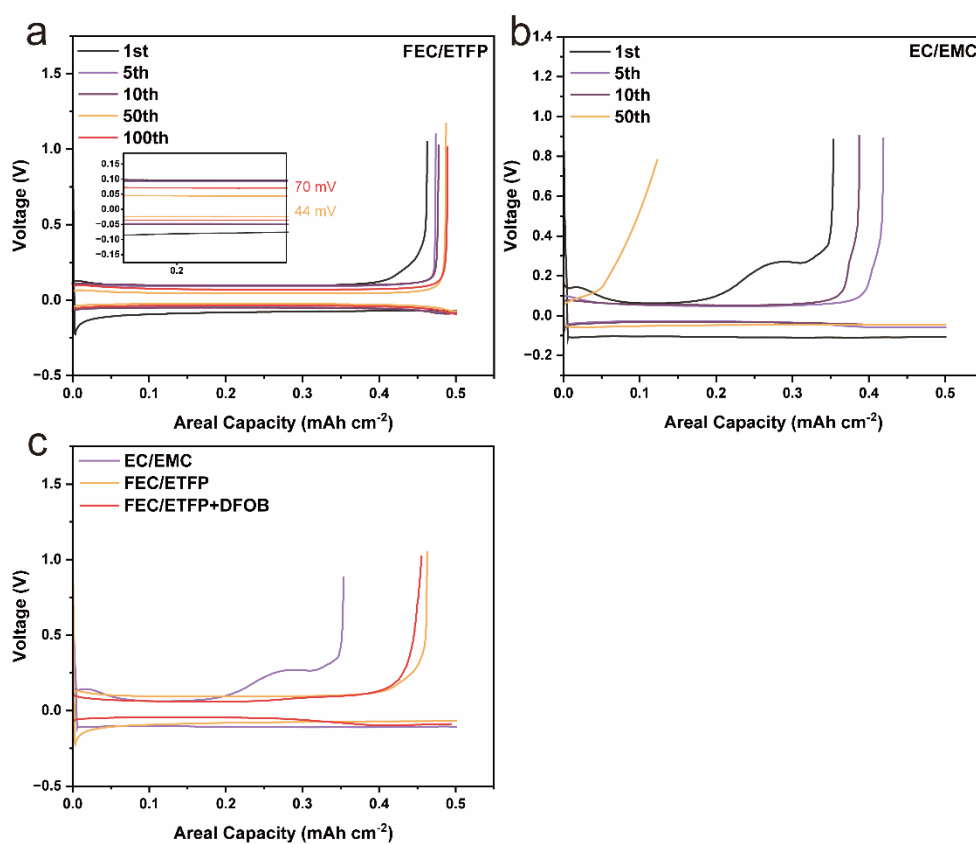 a
FEC/ETFP
1st
5th
10th
50th
100th
1.5
1.0
0.5
0.0
−0.5
0.15
0.10
0.05
0.00
−0.05
−0.10
−0.15
0.2
70 mV
44 mV
Voltage (V)
0.0 0.1 0.2 0.3 0.4 0.5
Areal Capacity (mAh cm-2)
b
EC/EMC
1st
5th
10th
50th
1.4
1.2
1.0
0.8
0.6
0.4
0.2
0.0
−0.2
Voltage (V)
0.0 0.1 0.2 0.3 0.4 0.5
Areal Capacity (mAh cm-2)
c
EC/EMC
FEC/ETFP
FEC/ETFP+DFOB
1.5
1.0
0.5
0.0
−0.5
Voltage (V)
0.0 0.1 0.2 0.3 0.4 0.5
Areal Capacity (mAh cm-2)